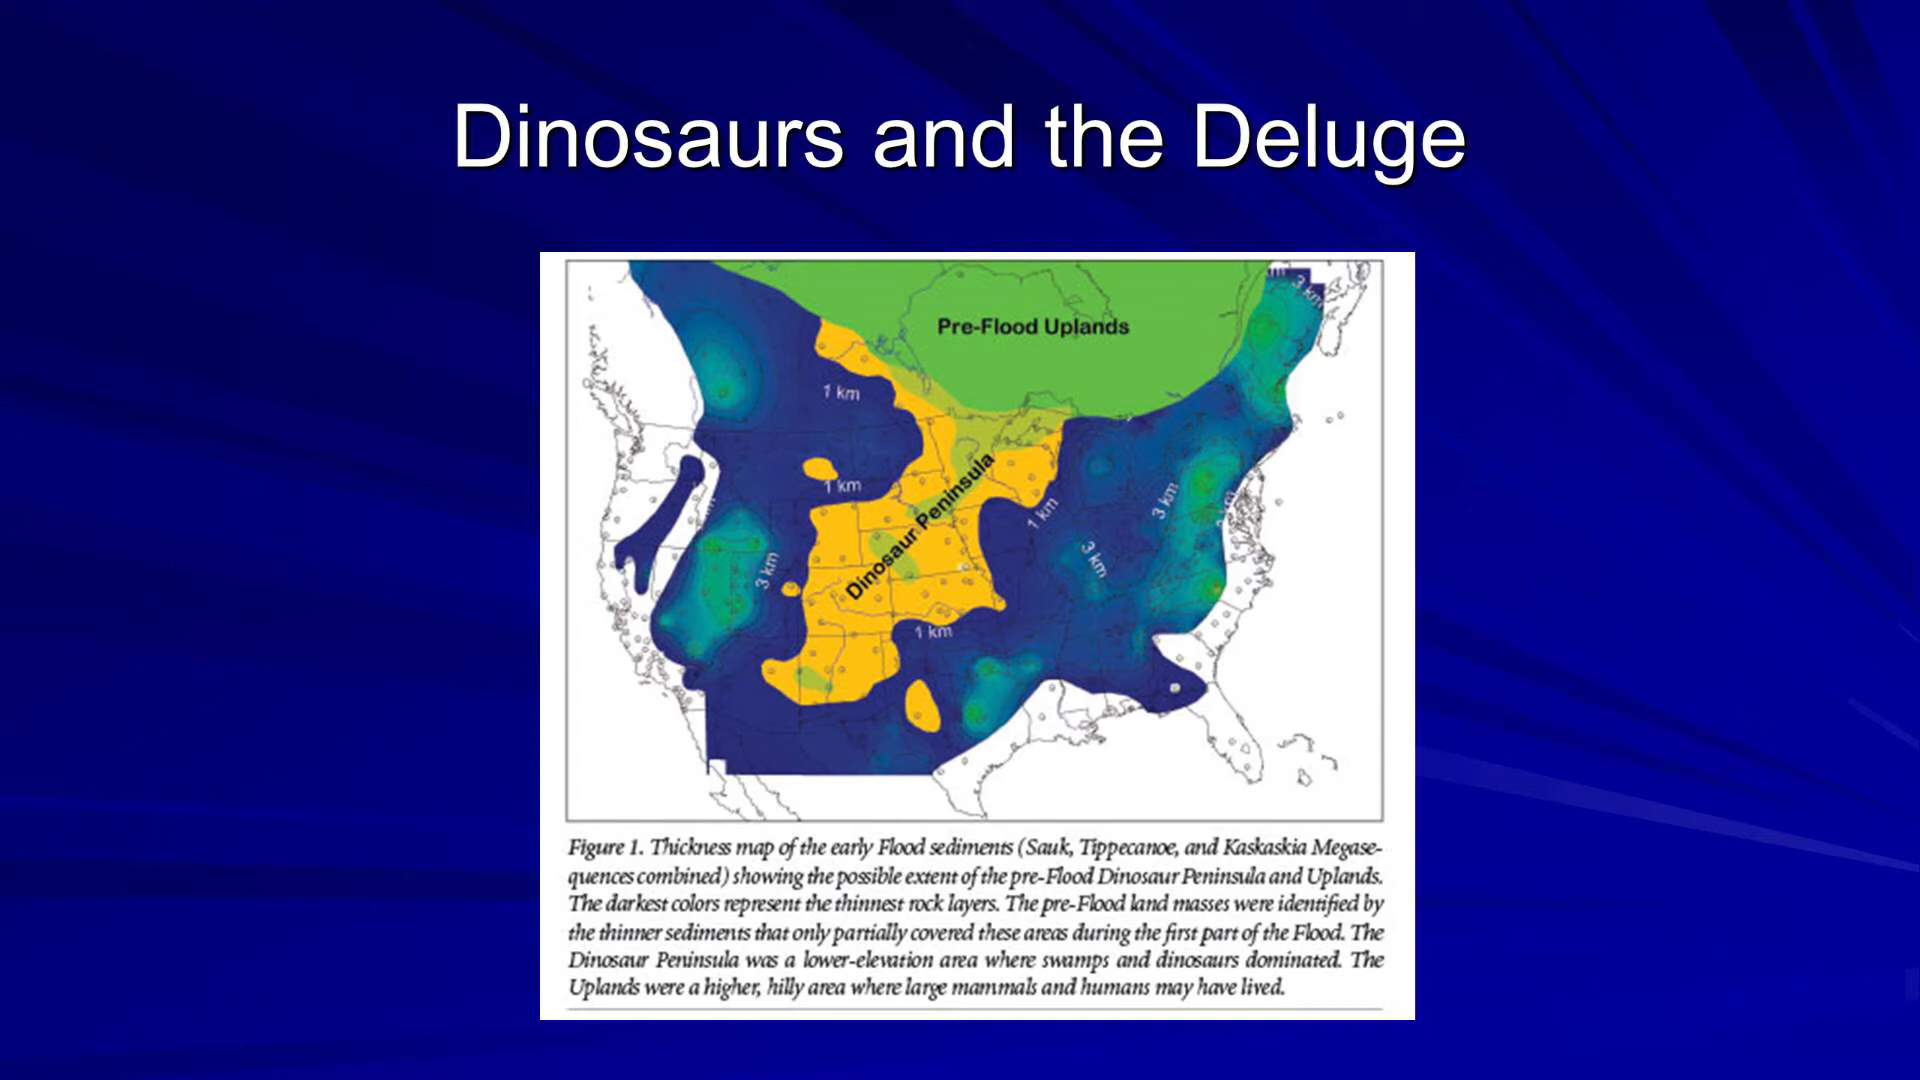 Dinosaurs and the Deluge
3 km
Pre-Flood Uplands
1 km
Dinosaur Peninsula
1 km
1 km
3 km
3 km
3 km
1 km
Figure 1. Thickness map of the early Flood sediments (Sauk, Tippecanoe, and Kaskaskia Megase-
quences combined) showing the possible extent of the pre-Flood Dinosaur Peninsula and Uplands.
The darkest colors represent the thinnest rock layers. The pre-Flood land masses were identified by
the thinner sediments that only partially covered these areas during the first part of the Flood. The
Dinosaur Peninsula was a lower-elevation area where swamps and dinosaurs dominated. The
Uplands were a higher, hilly area where large mammals and humans may have lived.